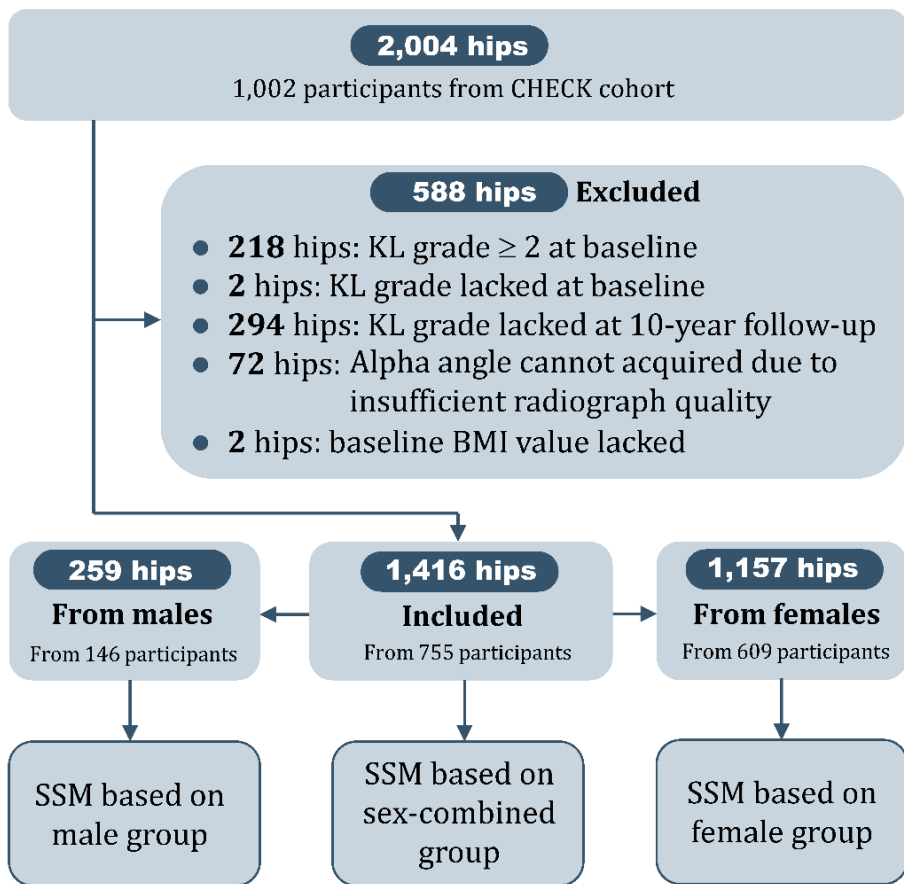 2,004 hips
1,002 participants from CHECK cohort
588 hips Excluded
218 hips: KL grade ≥ 2 at baseline
2 hips: KL grade lacked at baseline
294 hips: KL grade lacked at 10-year follow-up
72 hips: Alpha angle cannot acquired due to
insufficient radiograph quality
2 hips: baseline BMI value lacked
259 hips
From males
From 146 participants
1,416 hips
Included
From 755 participants
1,157 hips
From females
From 609 participants
SSM based on
male group
SSM based on
sex-combined
group
SSM based on
female group